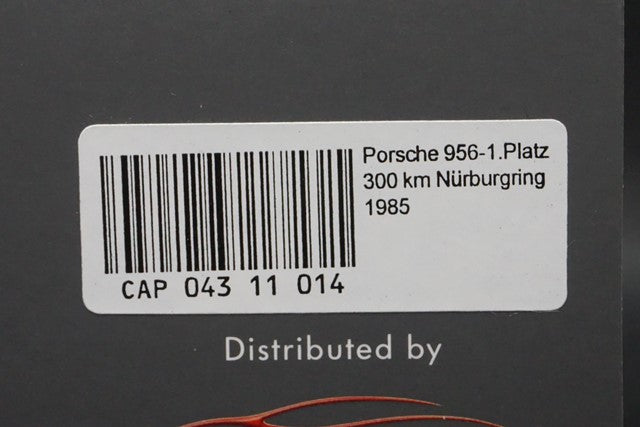 Porsche 956-1.Platz
300 km Nürburgring
1985
CAP 043 11 014
Distributed by